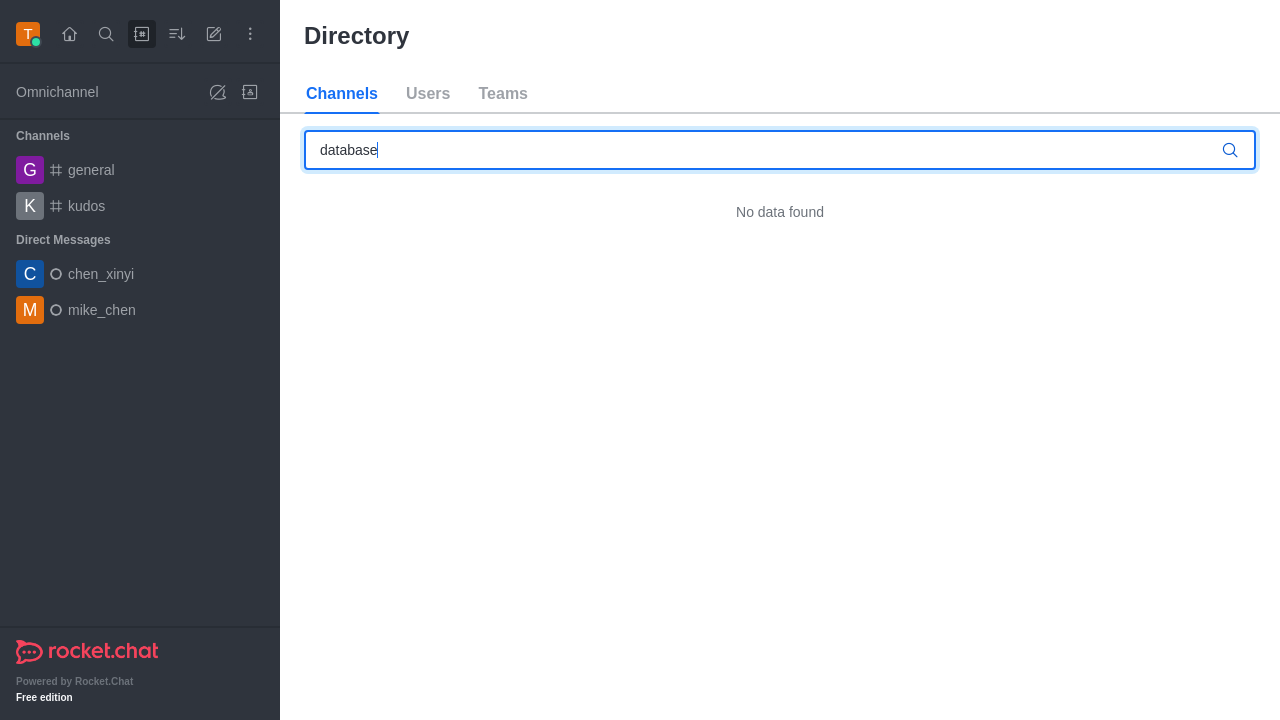 T
Directory
Channels Users Teams
Omnichannel
database
Channels
G general
K kudos
No data found
Direct Messages
C chen_xinyi
M mike_chen
rocket.chat
Powered by Rocket.Chat
Free edition